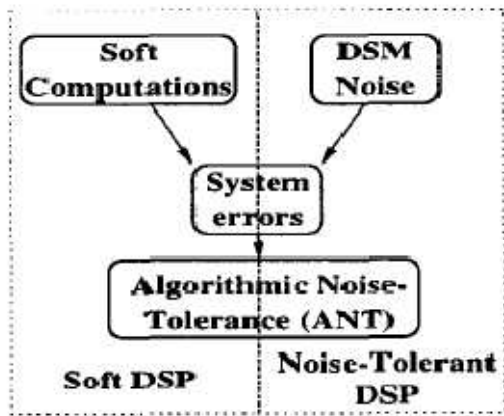 Soft
Computations
DSM
Noise
System
errors
Algorithmic Noise-
Tolerance (ANT)
Soft DSP
Noise-Tolerant
DSP